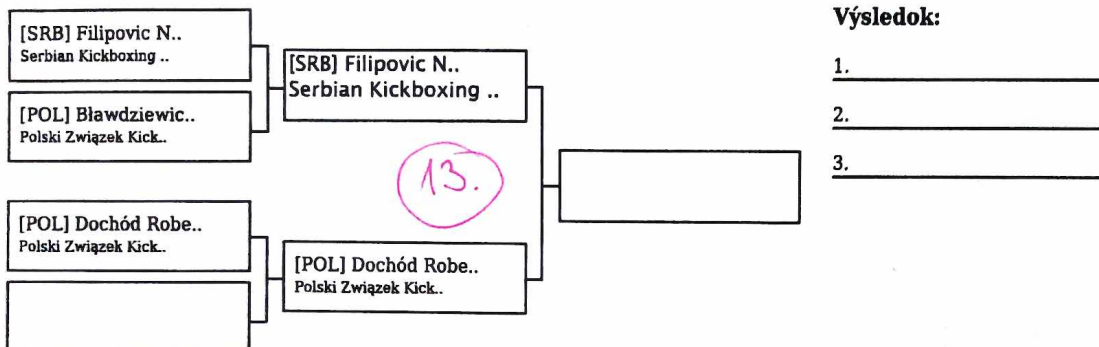 [SRB] Filipovic N..
Serbian Kickboxing ..
[POL] Bławdziewic..
Polski Związek Kick..
[POL] Dochód Robe..
Polski Związek Kick..
[SRB] Filipovic N..
Serbian Kickboxing ..
13.
[POL] Dochód Robe..
Polski Związek Kick..
Výsledok:
1.
2.
3.